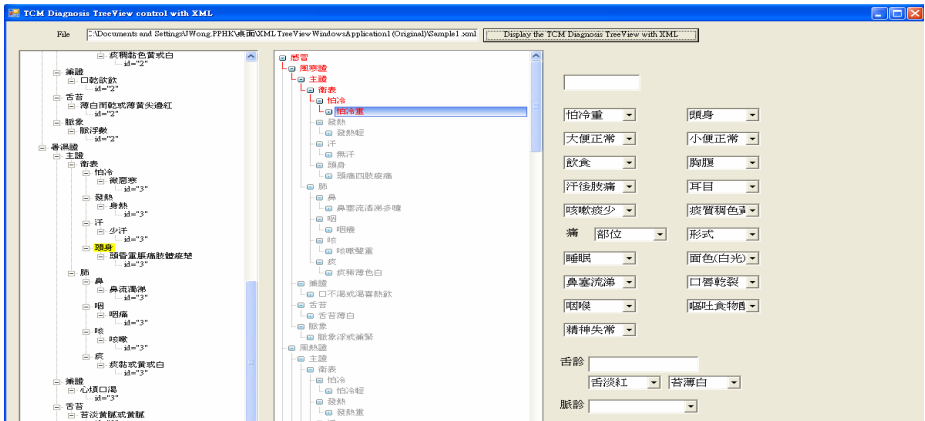 TCM Diagnosis TreeView control with XML
File
C:\Documents and Settings\JWong.PPHK\桌面\XML TreeView WindowsApplication1 (Original)\Sample1.xml
Display the TCM Diagnosis TreeView with XML
痰稠黏色黃或白
id="2"
兼證
口乾欲飲
id="2"
舌苔
薄白而乾或薄黃尖邊紅
id="2"
脈象
脈浮數
id="2"
暑濕證
主證
衛表
怕冷
微惡寒
id="3"
發熱
身熱
id="3"
汗
少汗
id="3"
頭身
頭昏重脹痛肢體痠楚
id="3"
肺
鼻
鼻流濁涕
id="3"
咽
咽痛
id="3"
咳
咳嗽
id="3"
痰
痰黏或黃或白
id="3"
兼證
心煩口渴
id="3"
舌苔
苔淡黃膩或黃膩
感冒
風寒證
主證
衛表
怕冷
怕冷重
發熱
發熱輕
汗
無汗
頭身
頭痛四肢痠痛
肺
鼻
鼻塞流清涕多嚏
咽
咽癢
咳
咳嗽聲重
痰
痰稀薄色白
兼證
口不渴或渴喜熱飲
舌苔
舌苔薄白
脈象
脈象浮或兼緊
風熱證
主證
衛表
怕冷
怕冷輕
發熱
發熱重
怕冷重 頭身
大便正常 小便正常
飲食 胸腹
汗後肢痛 耳目
咳嗽痰少 痰質稠色
痛 部位 形式
睡眠 面色(白光)
鼻塞流涕 口唇乾裂
咽喉 嘔吐食物
精神失常
舌診
舌淡紅 苔薄白
脈診